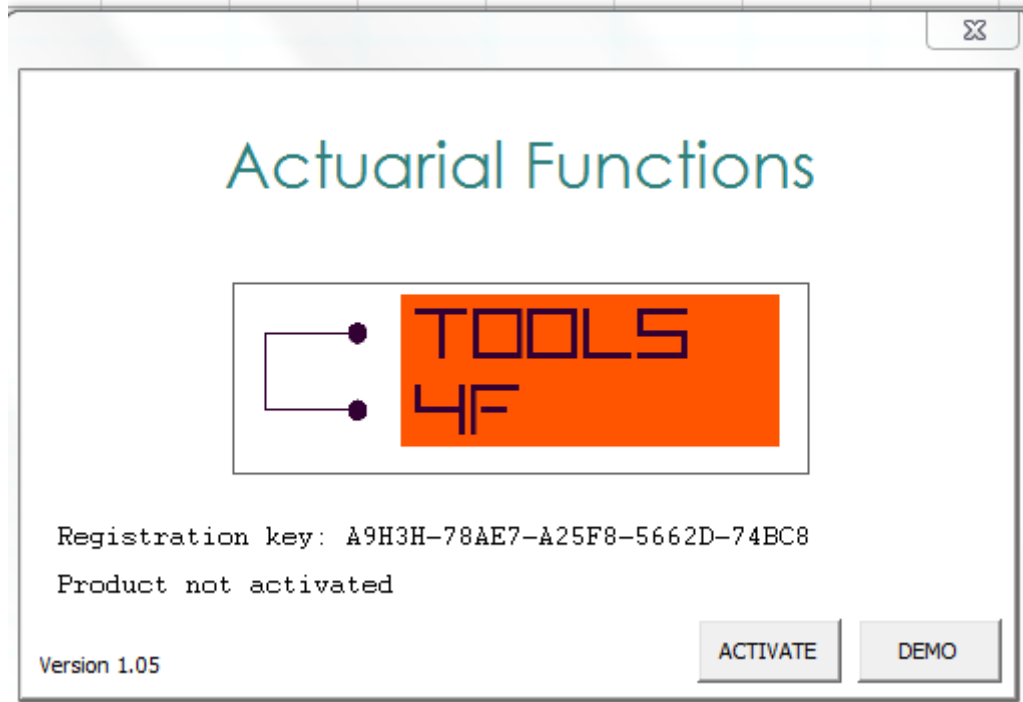 Actuarial Functions
TOOLS
4F
Registration key: A9H3H-78AE7-A25F8-5662D-74BC8
Product not activated
Version 1.05
ACTIVATE
DEMO